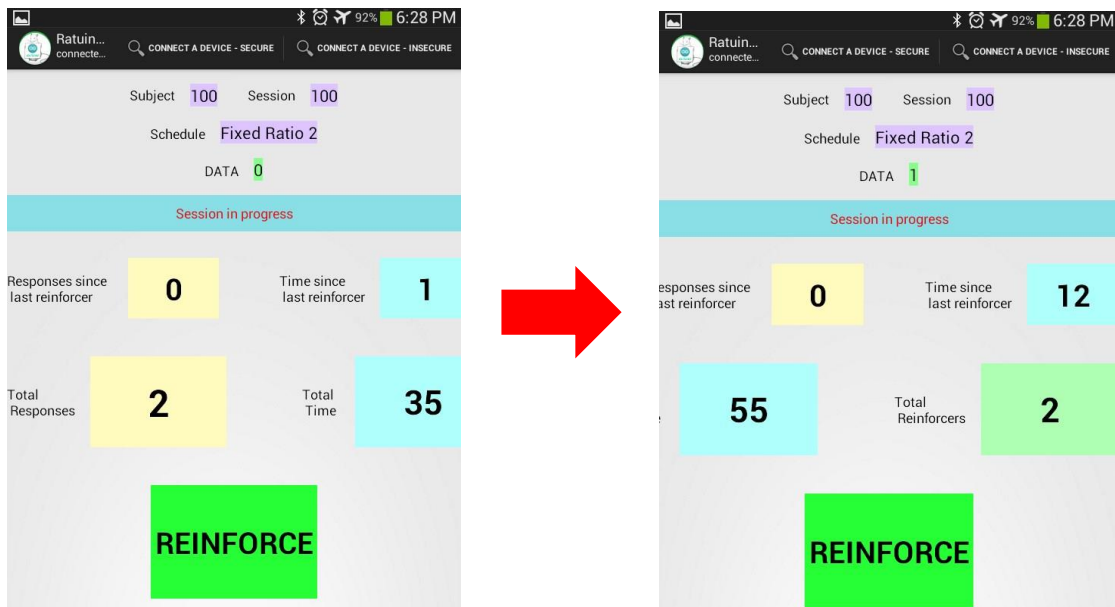 92% 6:28 PM
Ratuin...
connecte...
CONNECT A DEVICE - SECURE
CONNECT A DEVICE - INSECURE
Subject 100 Session 100
Schedule Fixed Ratio 2
DATA 0
Session in progress
Responses since
last reinforcer
0
Time since
last reinforcer
1
Total
Responses
2
Total
Time
35
REINFORCE
92% 6:28 PM
Ratuin...
connecte...
CONNECT A DEVICE - SECURE
CONNECT A DEVICE - INSECURE
Subject 100 Session 100
Schedule Fixed Ratio 2
DATA 1
Session in progress
esponses since
ast reinforcer
0
Time since
last reinforcer
12
55
Total
Reinforcers
2
REINFORCE